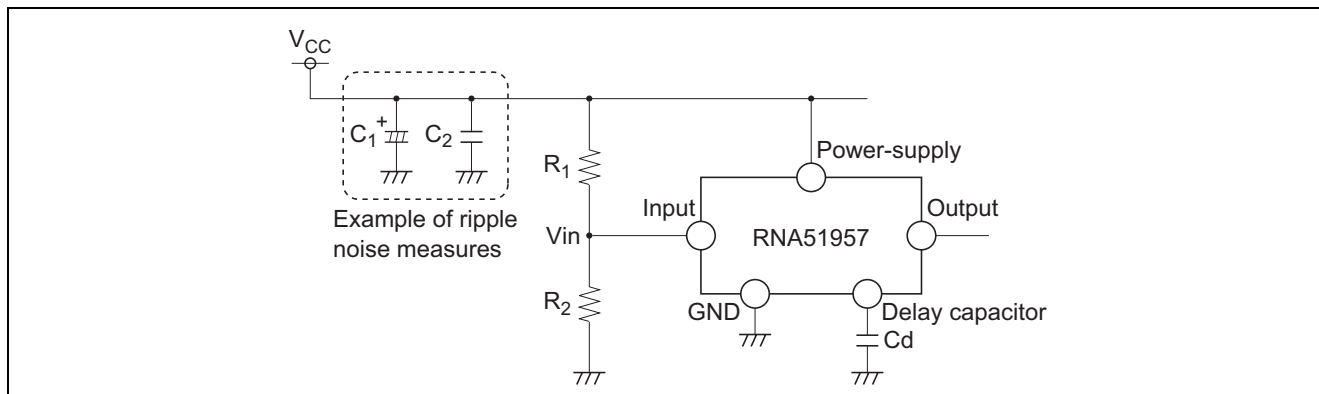 VCC
C1
+
C2
Example of ripple
noise measures
R1
Vin
R2
Power-supply
Input
Output
RNA51957
GND
Delay capacitor
Cd